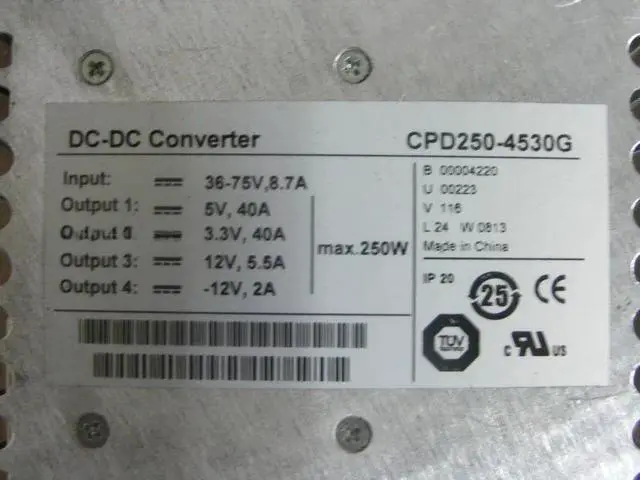 DC-DC Converter
CPD250-4530G
Input: 36-75V,8.7A
Output 1: 5V, 40A
3.3V, 40A
Output 3: 12V, 5.5A
Output 4: -12V, 2A
max.250W
B 00004220
U 00223
V 116
L 24 W 0813
Made in China
IP 20
25
CE
TÜV
c RU US